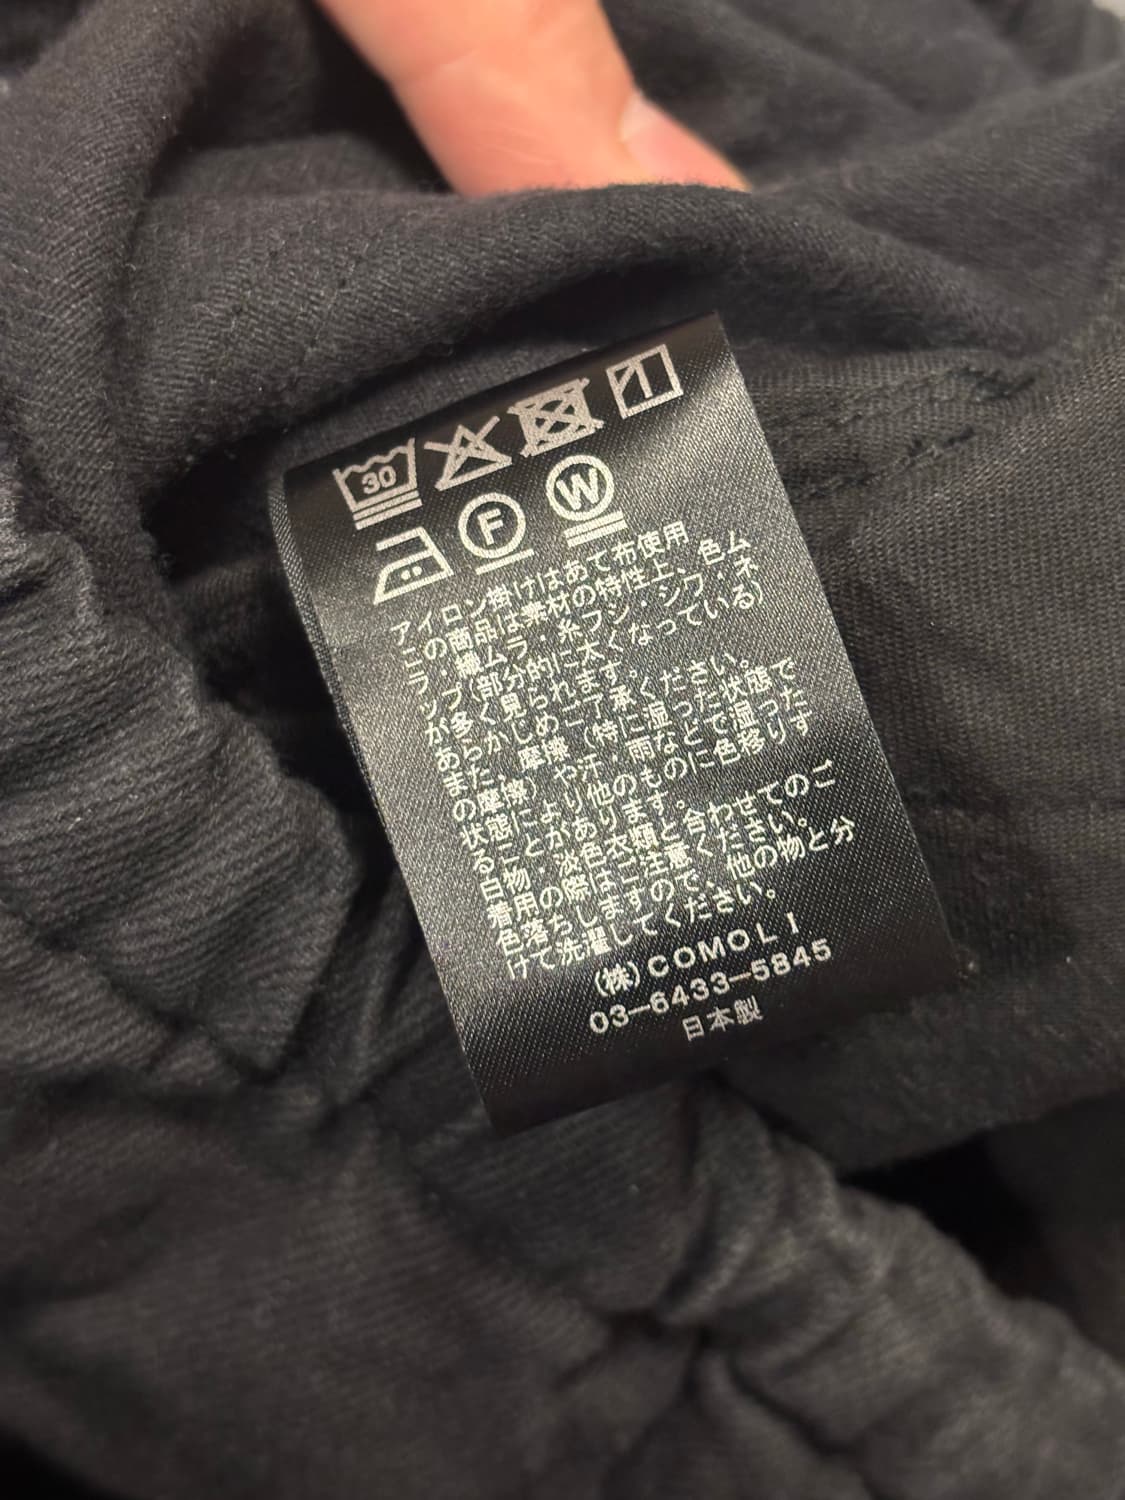 30
F W
アイロン掛けはあて布使用
この商品は素材の特性上、色ム
ラ・織ムラ・糸フシ・シワ・ネ
ップ(部分的に太くなっている)
が多く見られます。
あらかじめご了承ください。
また、摩擦(特に湿った状態で
の摩擦)や汗・雨などで湿った
状態により他のものに色移りす
ることがあります。
白物・淡色衣類と合わせてのご
着用の際はご注意ください。
色落ちしますので、他の物と分
けて洗濯してください。
(株)COMOLI
03−6433−5845
日本製